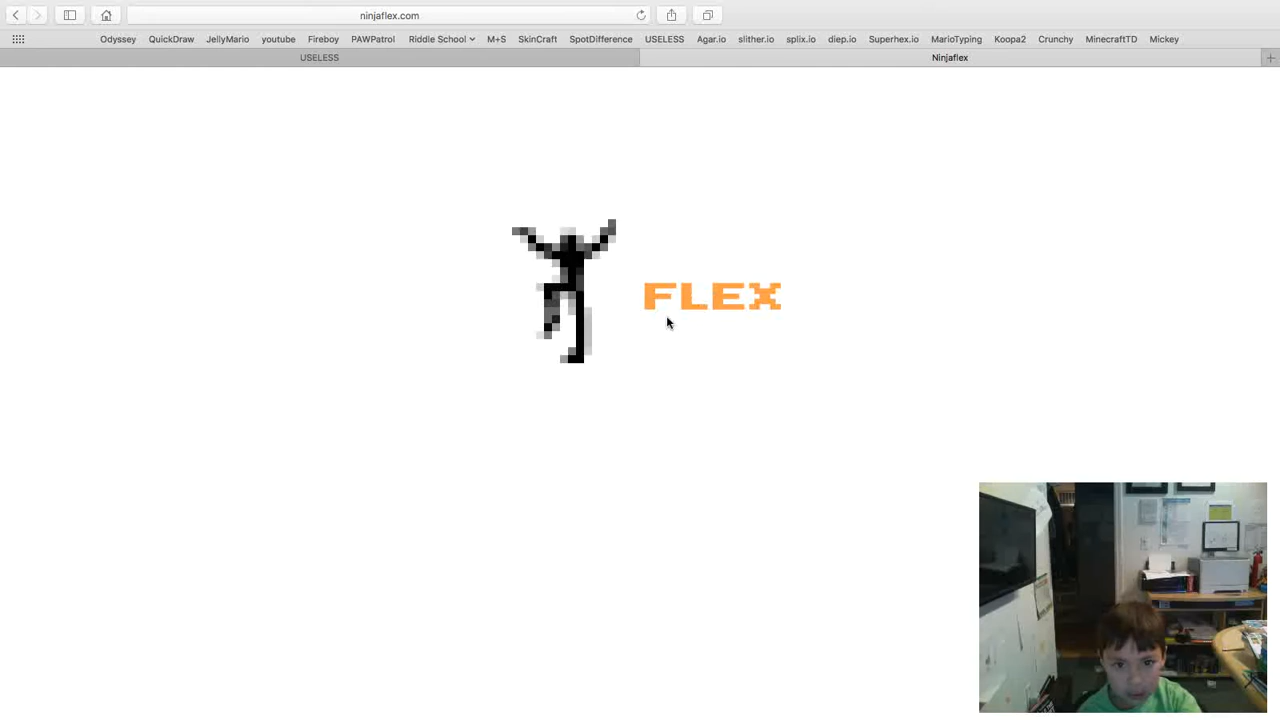 ninjaflex.com
Odyssey QuickDraw JellyMario youtube Fireboy PAWPatrol Riddle School M+S SkinCraft SpotDifference USELESS Agar.io slither.io splix.io diep.io Superhex.io MarioTyping Koopa2 Crunchy MinecraftTD Mickey
USELESS Ninjaflex
FLEX